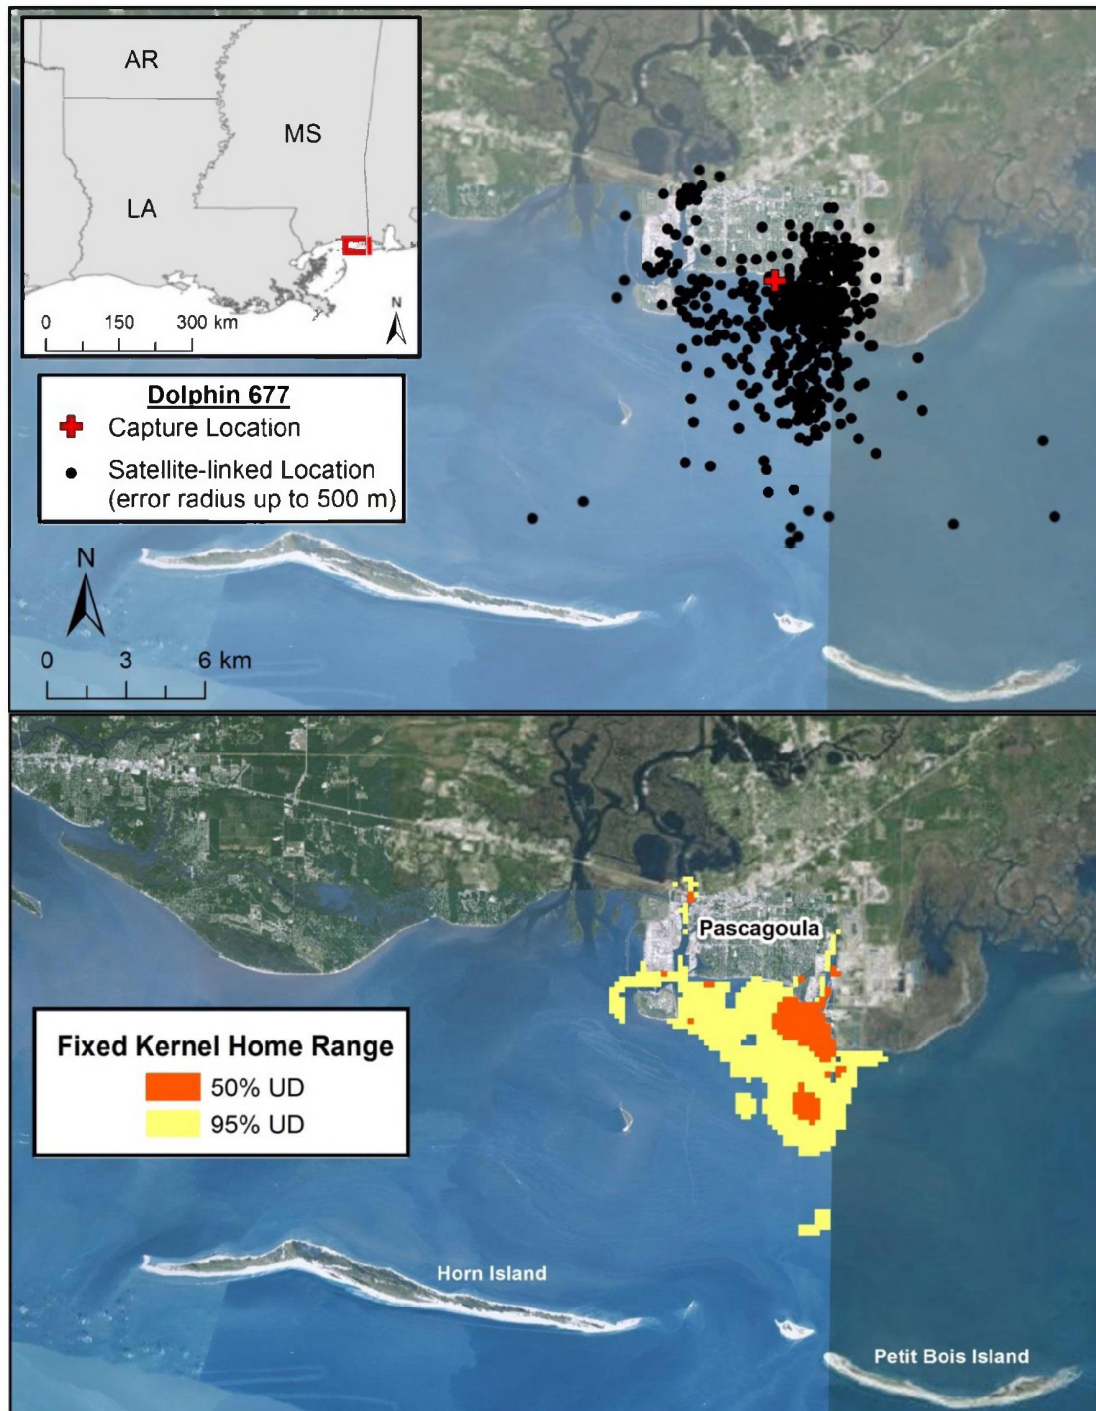 AR
MS
LA
N
0 150 300 km
Dolphin 677
Capture Location
Satellite-linked Location
(error radius up to 500 m)
N
0 3 6 km
Pascagoula
Fixed Kernel Home Range
50% UD
95% UD
Horn Island
Petit Bois Island